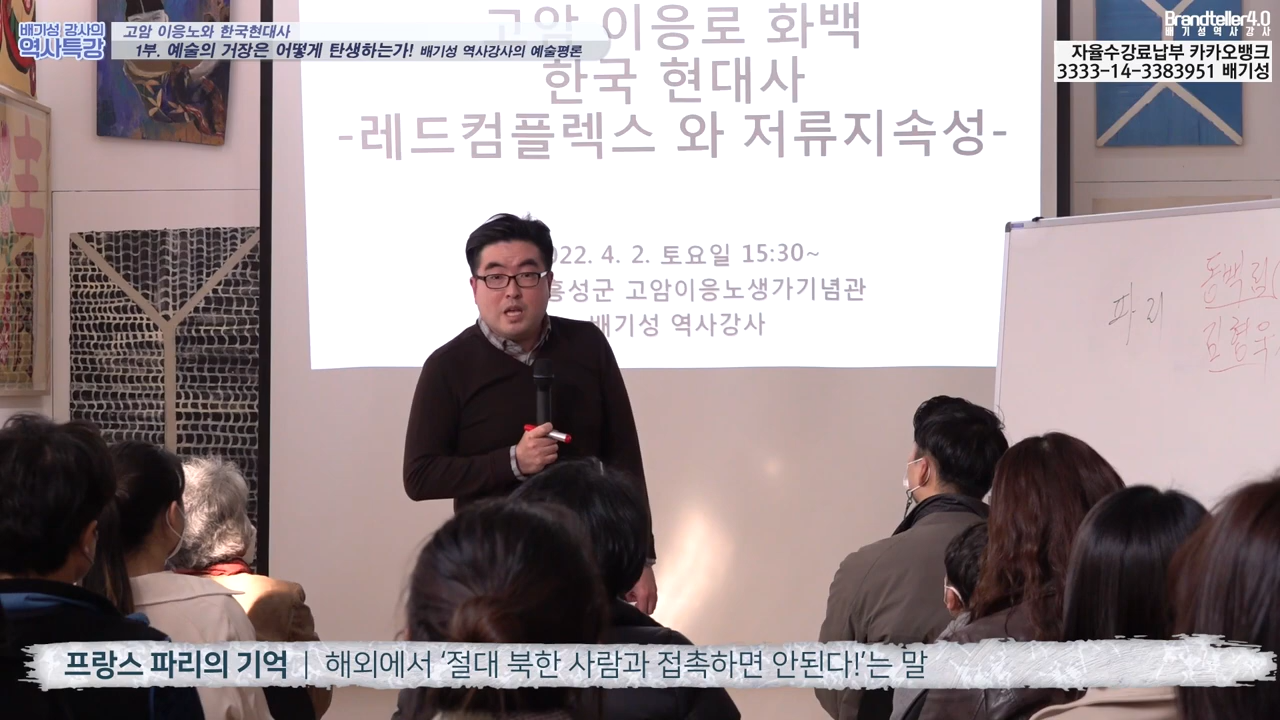 배기성 강사의
역사특강
고암 이응노와 한국현대사
1부. 예술의 거장은 어떻게 탄생하는가! 배기성 역사강사의 예술평론
Brandteller4.0
배기성역사강사
자율수강료납부 카카오뱅크
3333-14-3383951 배기성
고암 이응로 화백
한국 현대사
-레드컴플렉스 와 저류지속성-
022. 4. 2. 토요일 15:30~
홍성군 고암이응노생가기념관
배기성 역사강사
파리
동백림
김형욱
프랑스 파리의 기억 | 해외에서 ‘절대 북한 사람과 접촉하면 안된다!’는 말